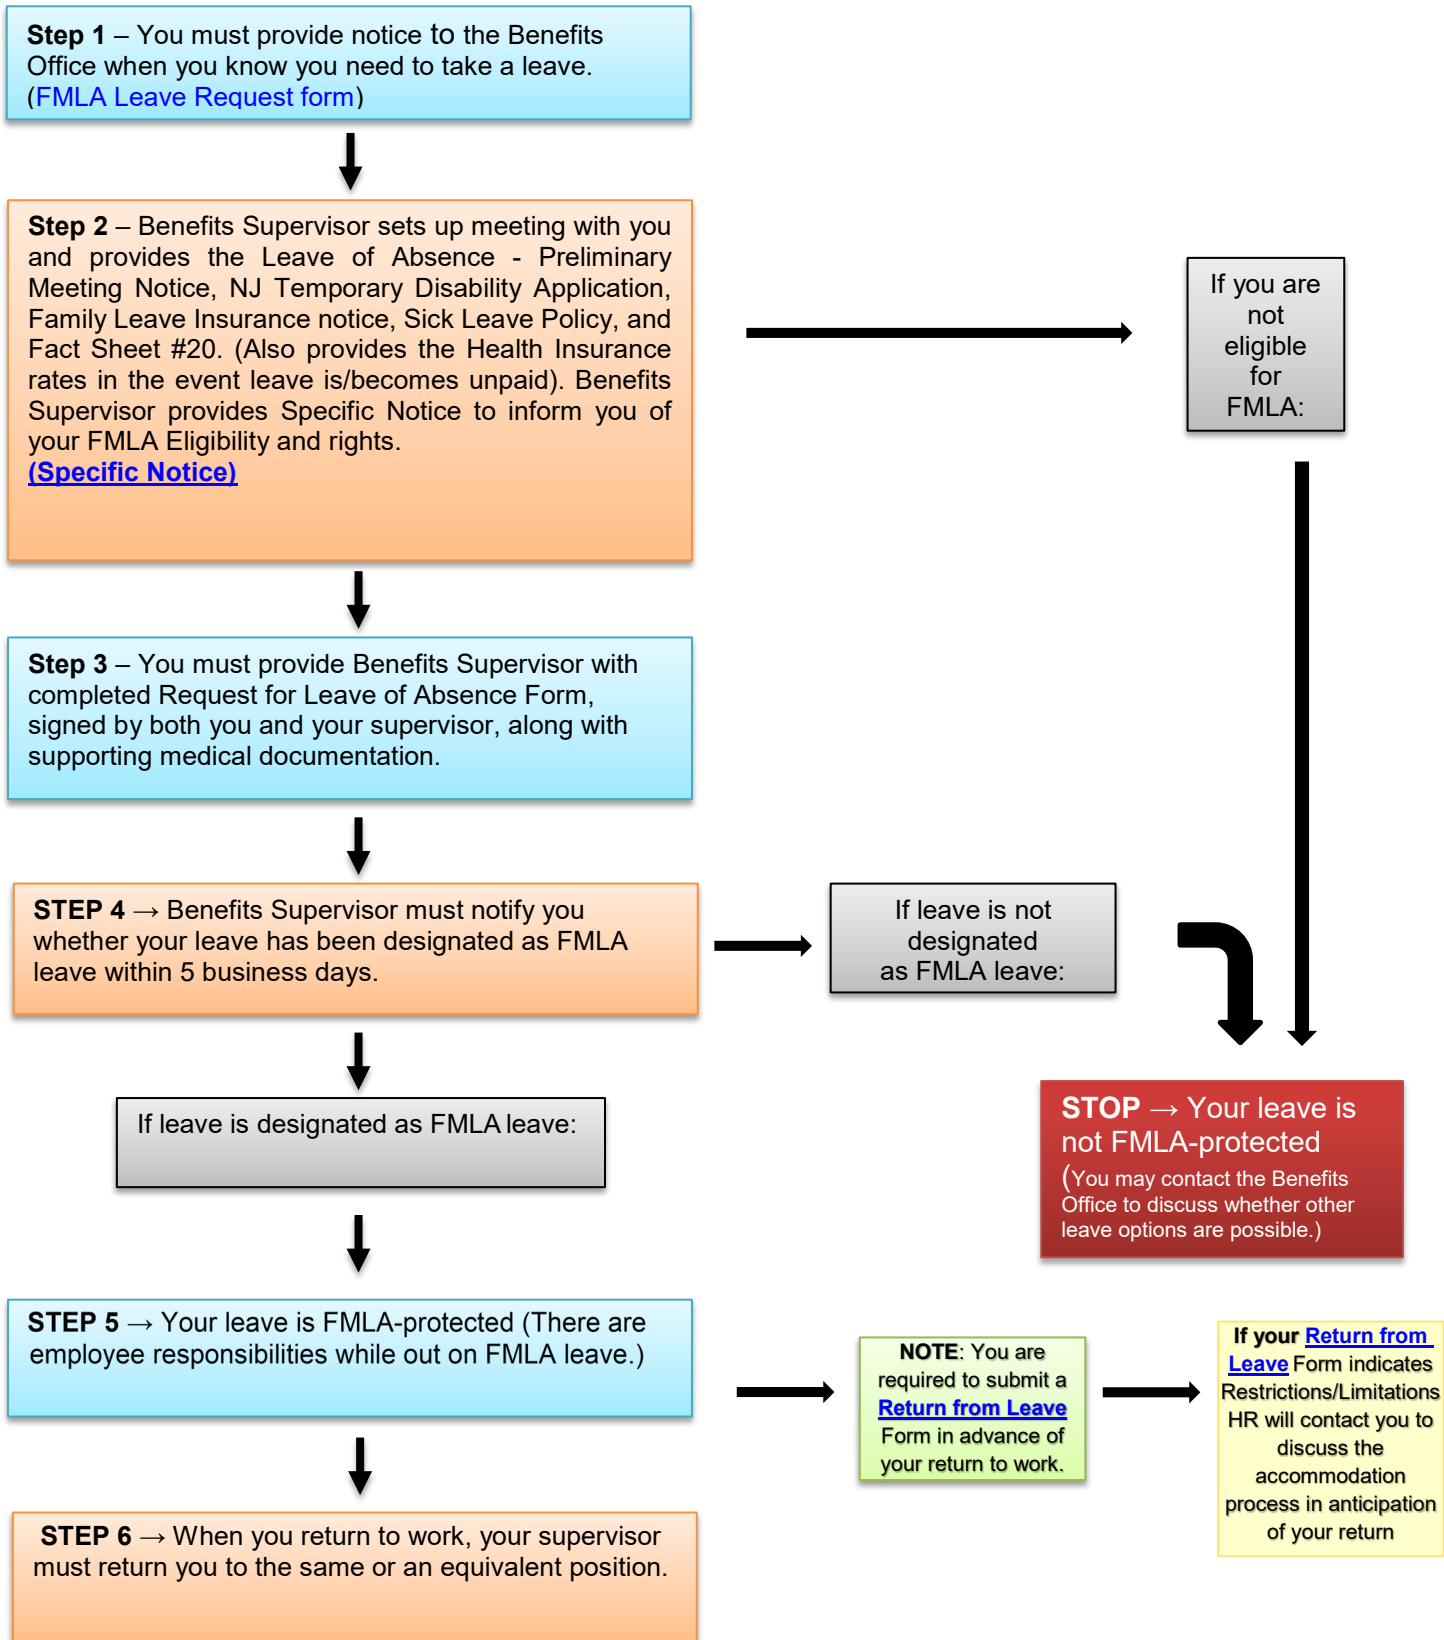 Step 1 – You must provide notice to the Benefits
Office when you know you need to take a leave.
(FMLA Leave Request form)
Step 2 – Benefits Supervisor sets up meeting with you
and provides the Leave of Absence - Preliminary
Meeting Notice, NJ Temporary Disability Application,
Family Leave Insurance notice, Sick Leave Policy, and
Fact Sheet #20. (Also provides the Health Insurance
rates in the event leave is/becomes unpaid). Benefits
Supervisor provides Specific Notice to inform you of
your FMLA Eligibility and rights.
(Specific Notice)
If you are
not
eligible
for
FMLA:
Step 3 – You must provide Benefits Supervisor with
completed Request for Leave of Absence Form,
signed by both you and your supervisor, along with
supporting medical documentation.
STEP 4 → Benefits Supervisor must notify you
whether your leave has been designated as FMLA
leave within 5 business days.
If leave is not
designated
as FMLA leave:
If leave is designated as FMLA leave:
STOP → Your leave is
not FMLA-protected
(You may contact the Benefits
Office to discuss whether other
leave options are possible.)
STEP 5 → Your leave is FMLA-protected (There are
employee responsibilities while out on FMLA leave.)
NOTE: You are
required to submit a
Return from Leave
Form in advance of
your return to work.
If your Return from
Leave Form indicates
Restrictions/Limitations
HR will contact you to
discuss the
accommodation
process in anticipation
of your return
STEP 6 → When you return to work, your supervisor
must return you to the same or an equivalent position.